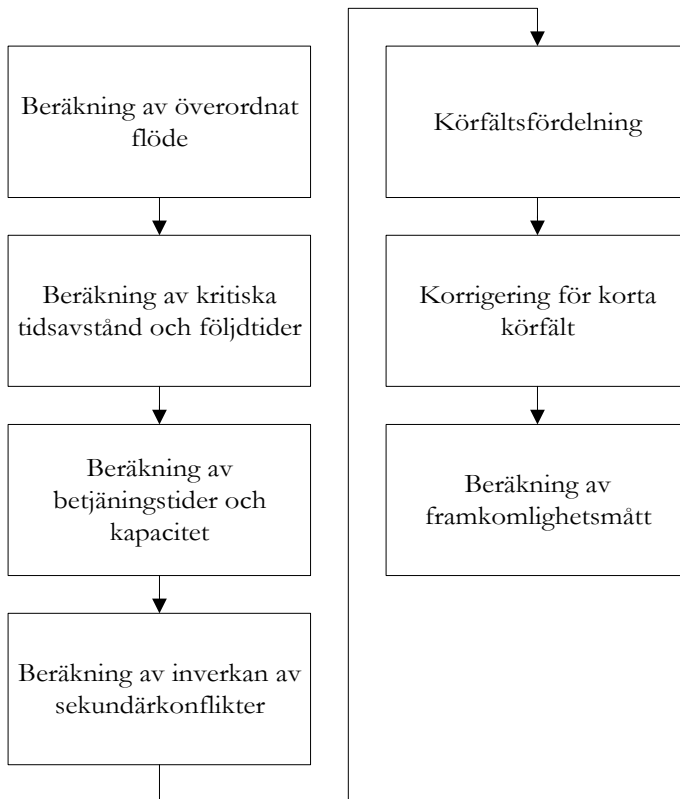 Beräkning av överordnat
flöde
Beräkning av kritiska
tidsavstånd och följdtider
Beräkning av
betjäningstider och
kapacitet
Beräkning av inverkan av
sekundärkonflikter
Körfältsfördelning
Korrigering för korta
körfält
Beräkning av
framkomlighetsmått